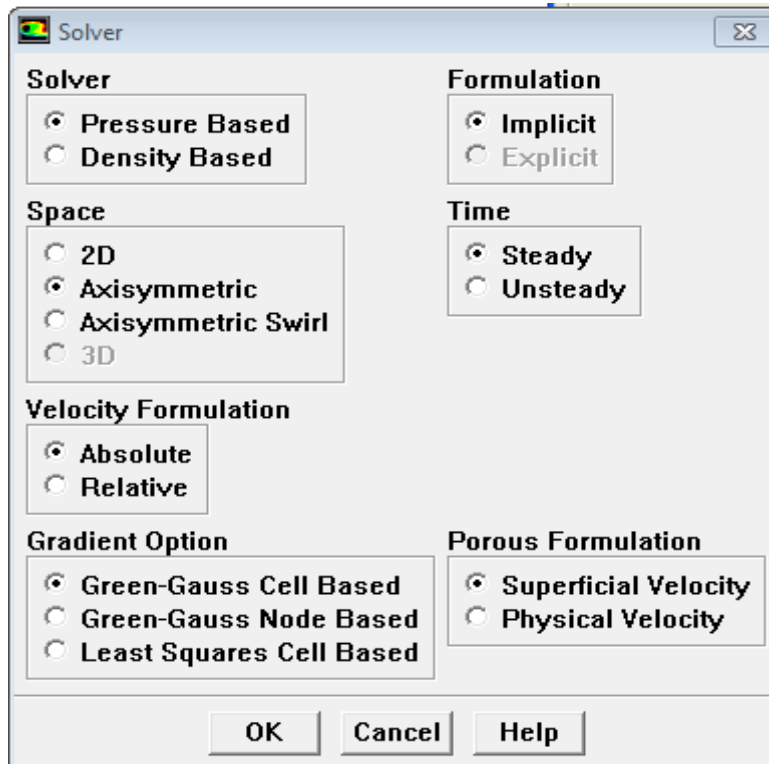 Solver
Solver
Pressure Based
Density Based
Formulation
Implicit
Explicit
Space
2D
Axisymmetric
Axisymmetric Swirl
3D
Time
Steady
Unsteady
Velocity Formulation
Absolute
Relative
Gradient Option
Green-Gauss Cell Based
Green-Gauss Node Based
Least Squares Cell Based
Porous Formulation
Superficial Velocity
Physical Velocity
OK Cancel Help